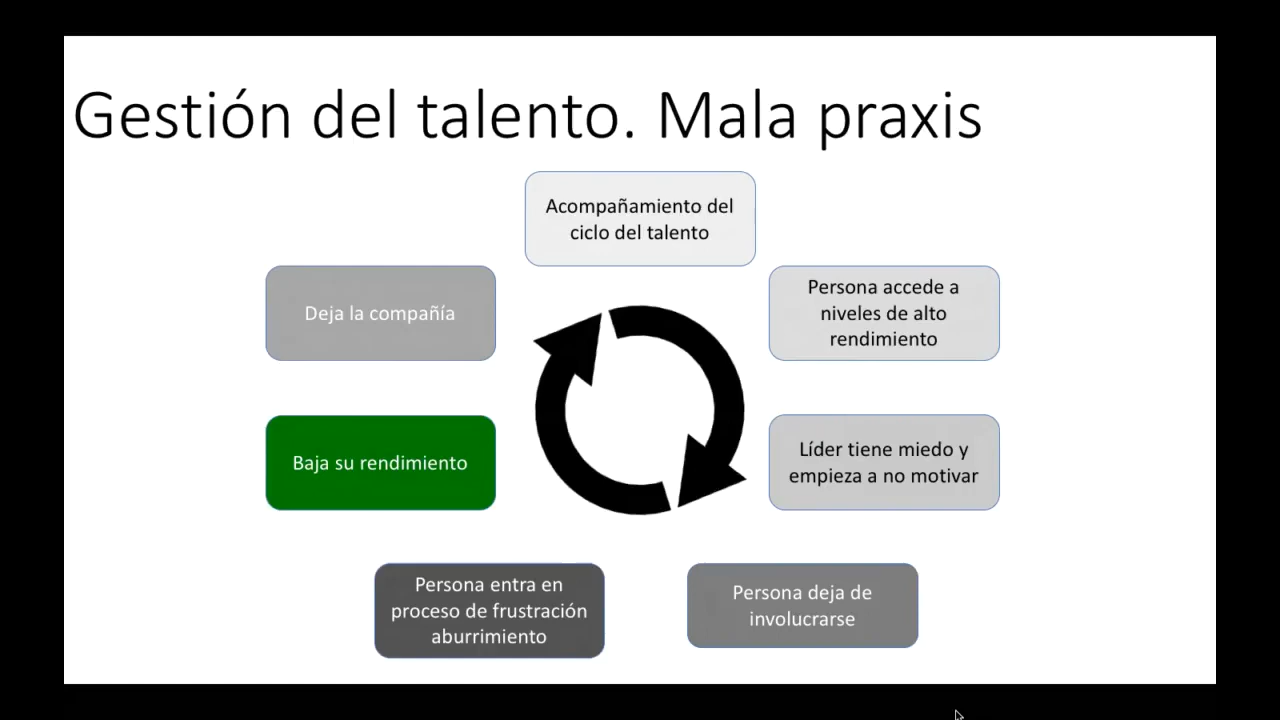 Gestión del talento. Mala praxis
Acompañamiento del
ciclo del talento
Persona accede a
niveles de alto
rendimiento
Líder tiene miedo y
empieza a no motivar
Persona deja de
involucrarse
Persona entra en
proceso de frustración
aburrimiento
Baja su rendimiento
Deja la compañía